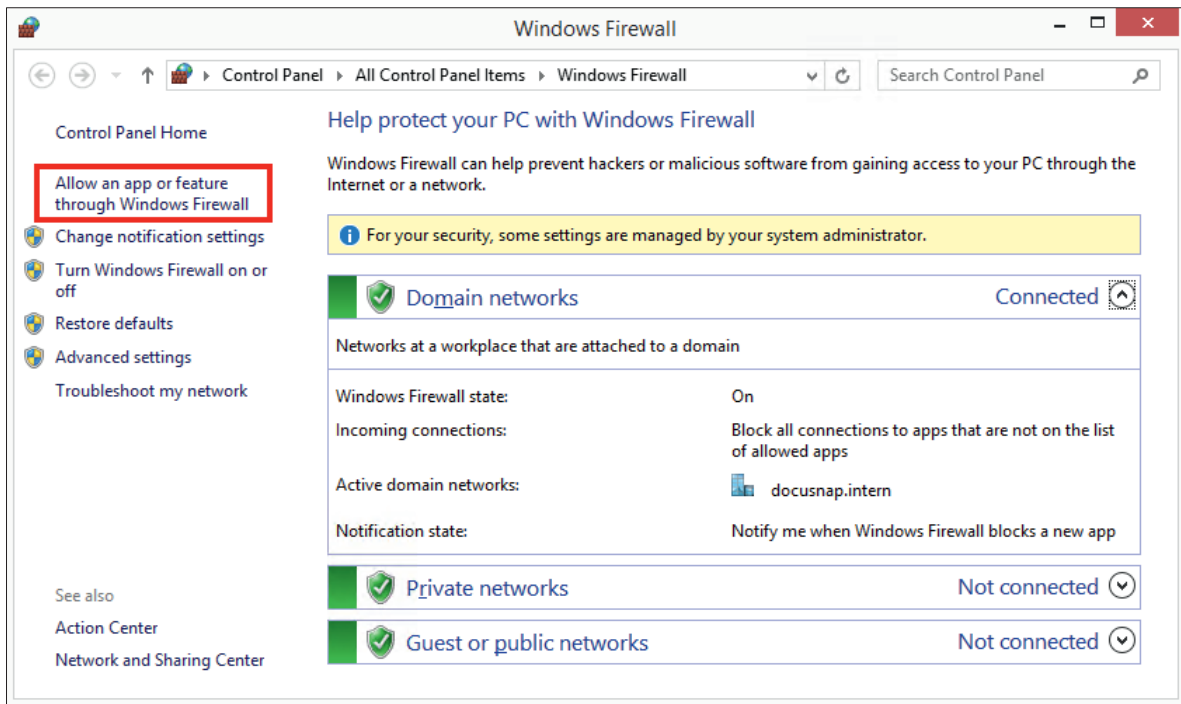 Windows Firewall
Control Panel
All Control Panel Items
Windows Firewall
Search Control Panel
Control Panel Home
Allow an app or feature
through Windows Firewall
Change notification settings
Turn Windows Firewall on or
off
Restore defaults
Advanced settings
Troubleshoot my network
See also
Action Center
Network and Sharing Center
Help protect your PC with Windows Firewall
Windows Firewall can help prevent hackers or malicious software from gaining access to your PC through the
Internet or a network.
For your security, some settings are managed by your system administrator.
Domain networks Connected
Networks at a workplace that are attached to a domain
Windows Firewall state: On
Incoming connections: Block all connections to apps that are not on the list
of allowed apps
Active domain networks: docusnap.intern
Notification state: Notify me when Windows Firewall blocks a new app
Private networks Not connected
Guest or public networks Not connected